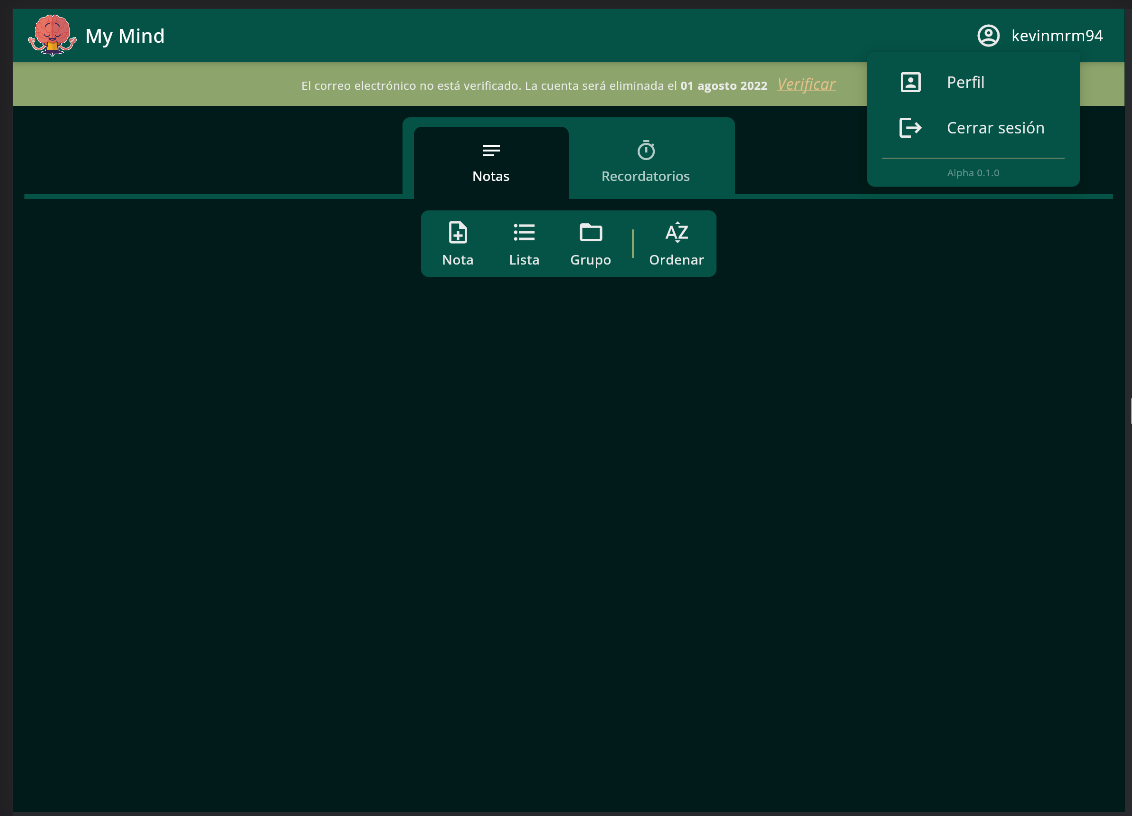 My Mind
kevinmrm94
El correo electrónico no está verificado. La cuenta será eliminada el 01 agosto 2022 Verificar
Perfil
Cerrar sesión
Alpha 0.1.0
Notas
Recordatorios
Nota
Lista
Grupo
AZ
Ordenar